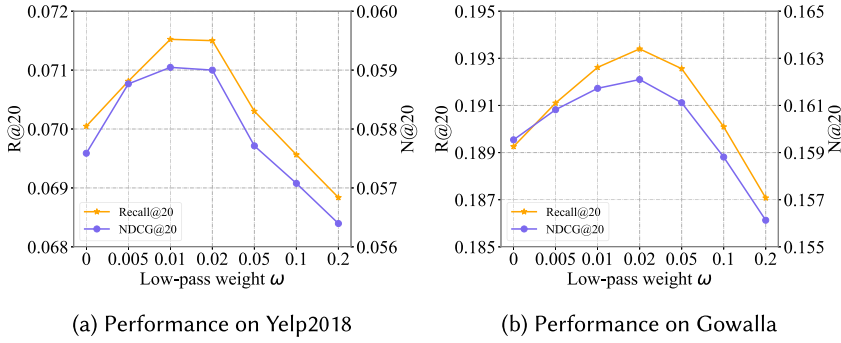 0.072
0.071
0.070
0.069
0.068
R@20
0.060
0.059
0.058
0.057
0.056
N@20
Recall@20
NDCG@20
0 0.005 0.01 0.02 0.05 0.1 0.2
Low-pass weight ω
(a) Performance on Yelp2018
0.195
0.193
0.191
0.189
0.187
0.185
R@20
0.165
0.163
0.161
0.159
0.157
0.155
N@20
Recall@20
NDCG@20
0 0.005 0.01 0.02 0.05 0.1 0.2
Low-pass weight ω
(b) Performance on Gowalla